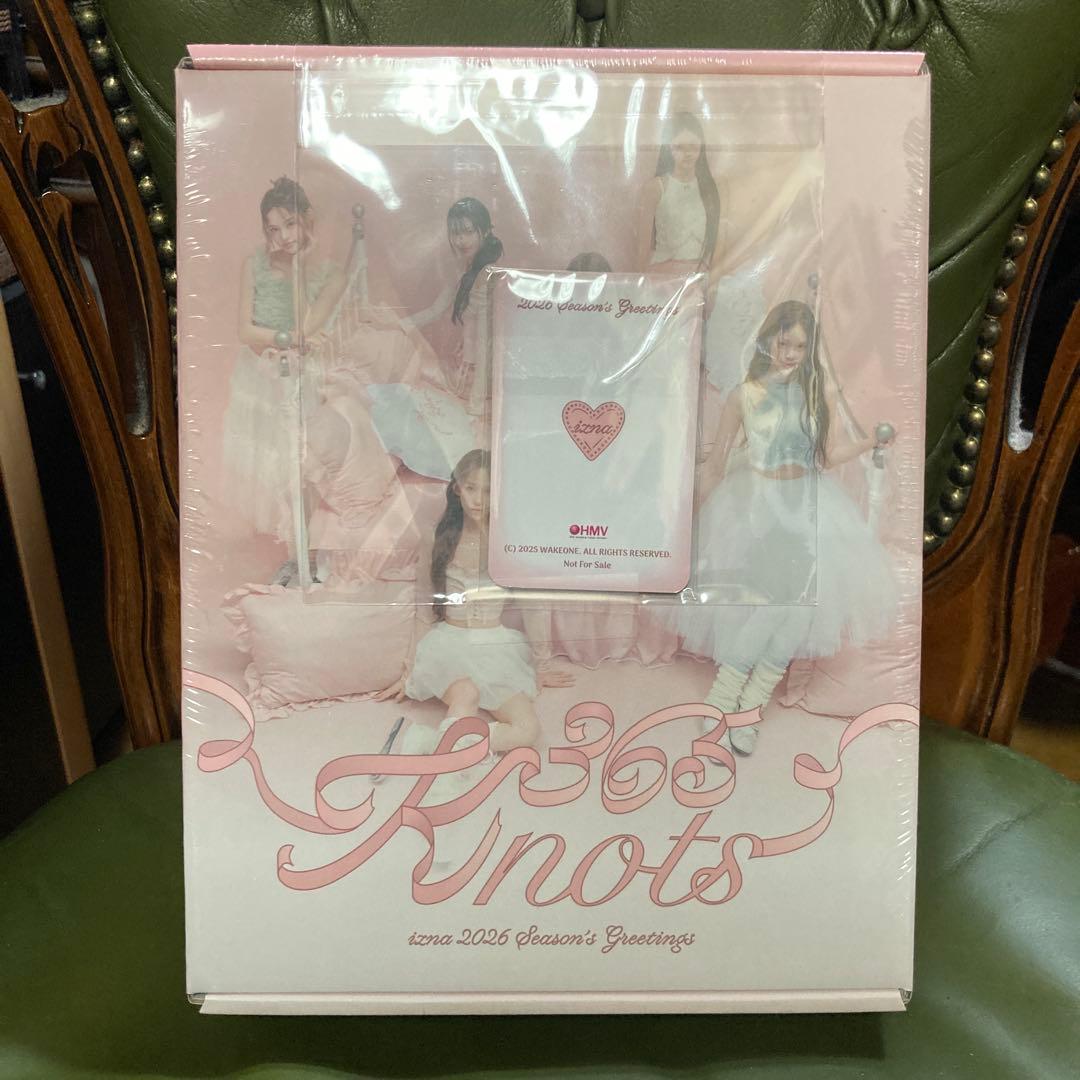 2026 Season's Greetings
izna
HMV
(C) 2025 WAKEONE. ALL RIGHTS RESERVED.
Not For Sale
365
Knots
izna 2026 Season's Greetings